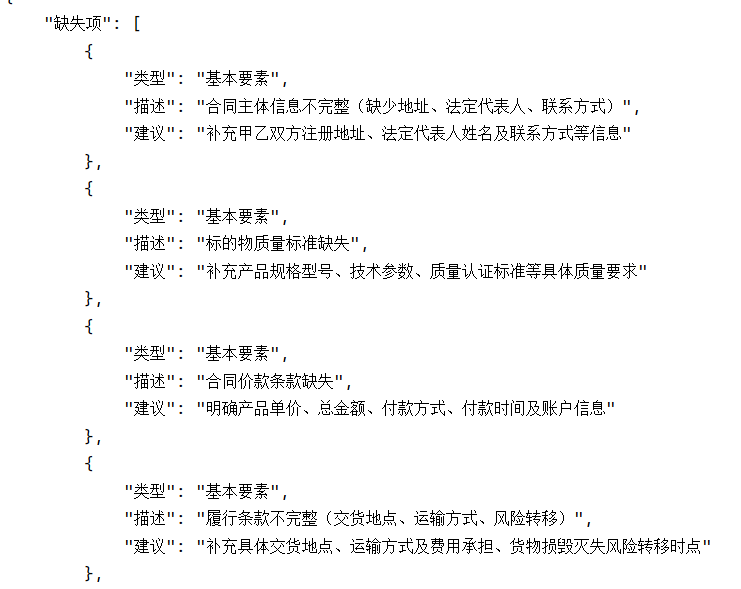 "缺失项": [
{
"类型": "基本要素",
"描述": "合同主体信息不完整（缺少地址、法定代表人、联系方式）",
"建议": "补充甲乙双方注册地址、法定代表人姓名及联系方式等信息"
},
{
"类型": "基本要素",
"描述": "标的物质量标准缺失",
"建议": "补充产品规格型号、技术参数、质量认证标准等具体质量要求"
},
{
"类型": "基本要素",
"描述": "合同价款条款缺失",
"建议": "明确产品单价、总金额、付款方式、付款时间及账户信息"
},
{
"类型": "基本要素",
"描述": "履行条款不完整（交货地点、运输方式、风险转移）",
"建议": "补充具体交货地点、运输方式及费用承担、货物损毁灭失风险转移时点"
},